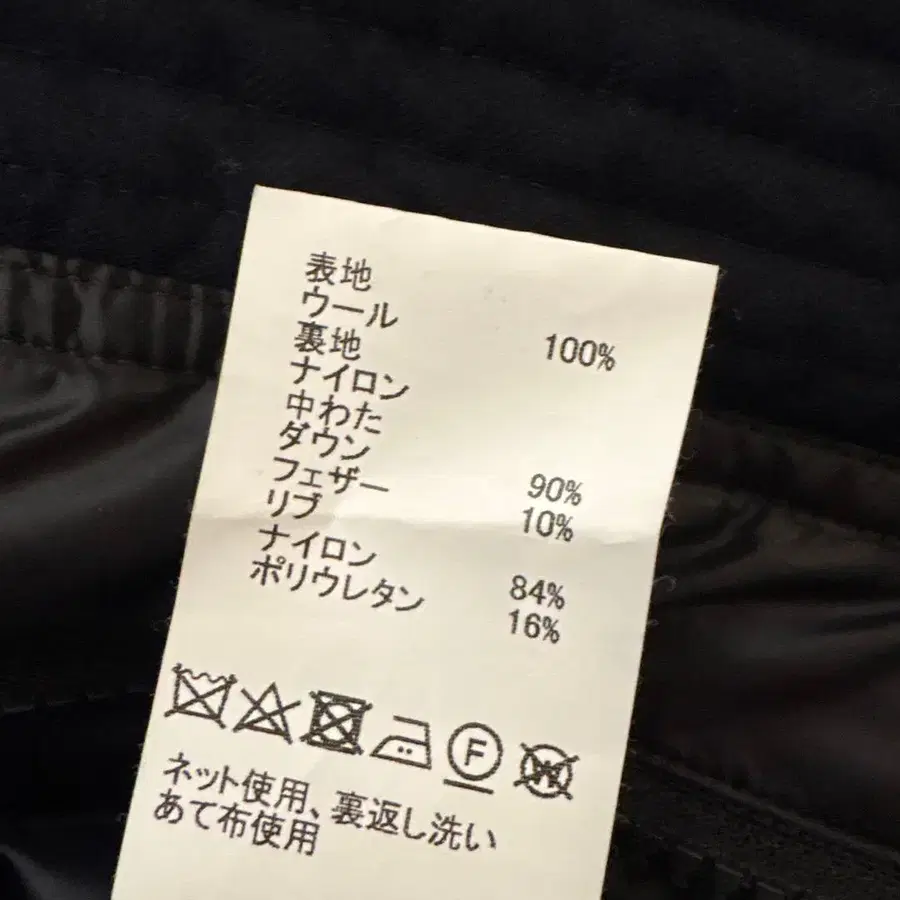 表地
ウール 100%
裏地
ナイロン
中わた
ダウン 90%
フェザー 10%
リブ
ナイロン 84%
ポリウレタン 16%
F W
ネット使用、裏返し洗い
あて布使用